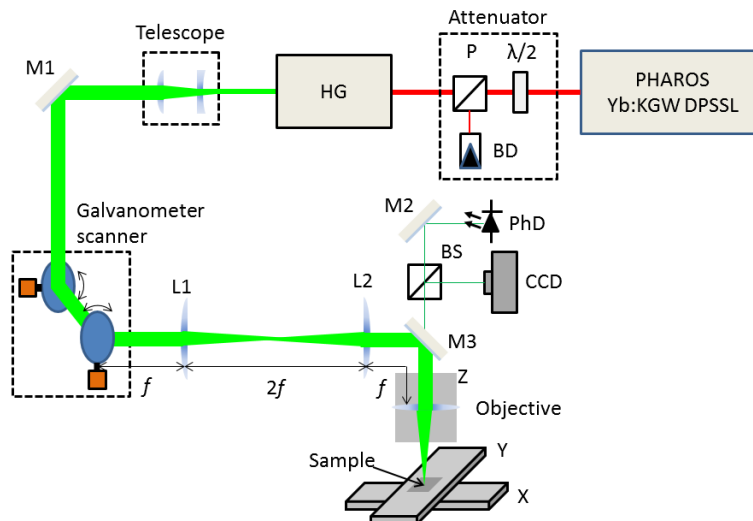 Attenuator
Telescope
P
λ/2
M1
HG
PHAROS
Yb:KGW DPSSL
BD
M2
PhD
Galvanometer
scanner
BS
CCD
L1
L2
M3
Z
f
2f
f
Objective
Y
Sample
X